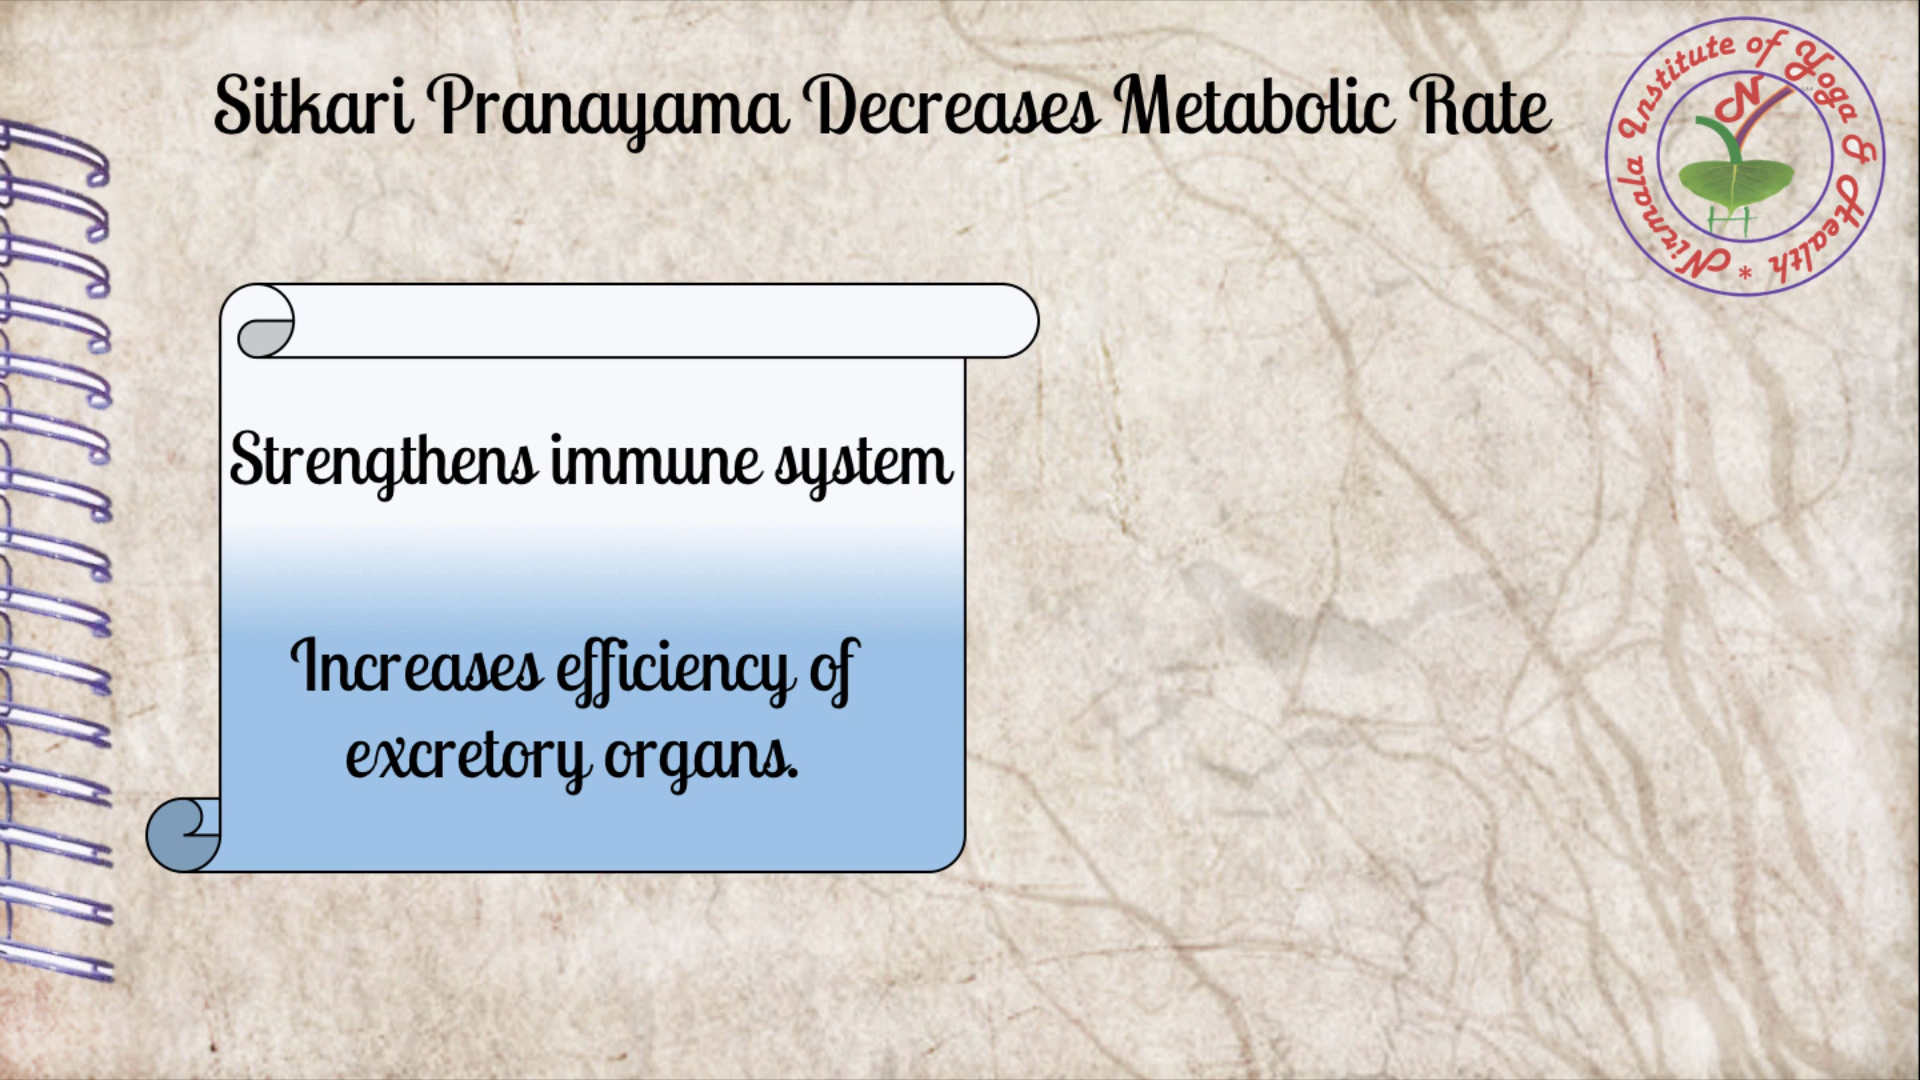 Sitkari Pranayama Decreases Metabolic Rate
Nirmala Institute of Yoga & Health *
N
H
Strengthens immune system
Increases efficiency of
excretory organs.